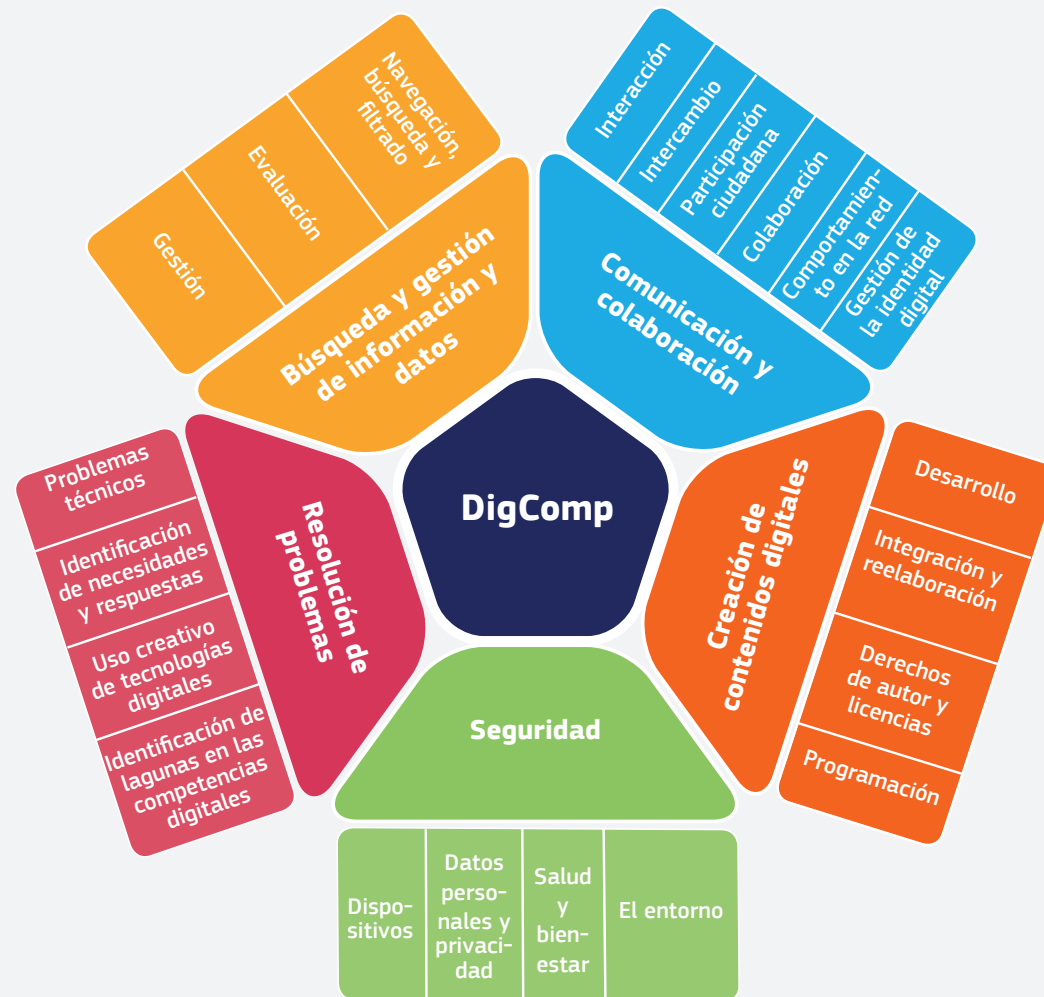 DigComp
Búsqueda y gestión
de información y
datos
Gestión
Evaluación
Navegación,
búsqueda y
filtrado
Comunicación y
colaboración
Interacción
Intercambio
Participación
ciudadana
Colaboración
Comportamien-
to en la red
Gestión de
la identidad
digital
Creación de
contenidos digitales
Desarrollo
Integración y
reelaboración
Derechos
de autor y
licencias
Programación
Seguridad
Dispo-
sitivos
Datos
perso-
nales y
privaci-
dad
Salud
y
bien-
estar
El entorno
Resolución de
problemas
Problemas
técnicos
Identificación
de necesidades
y respuestas
Uso creativo
de tecnologías
digitales
Identificación de
lagunas en las
competencias
digitales